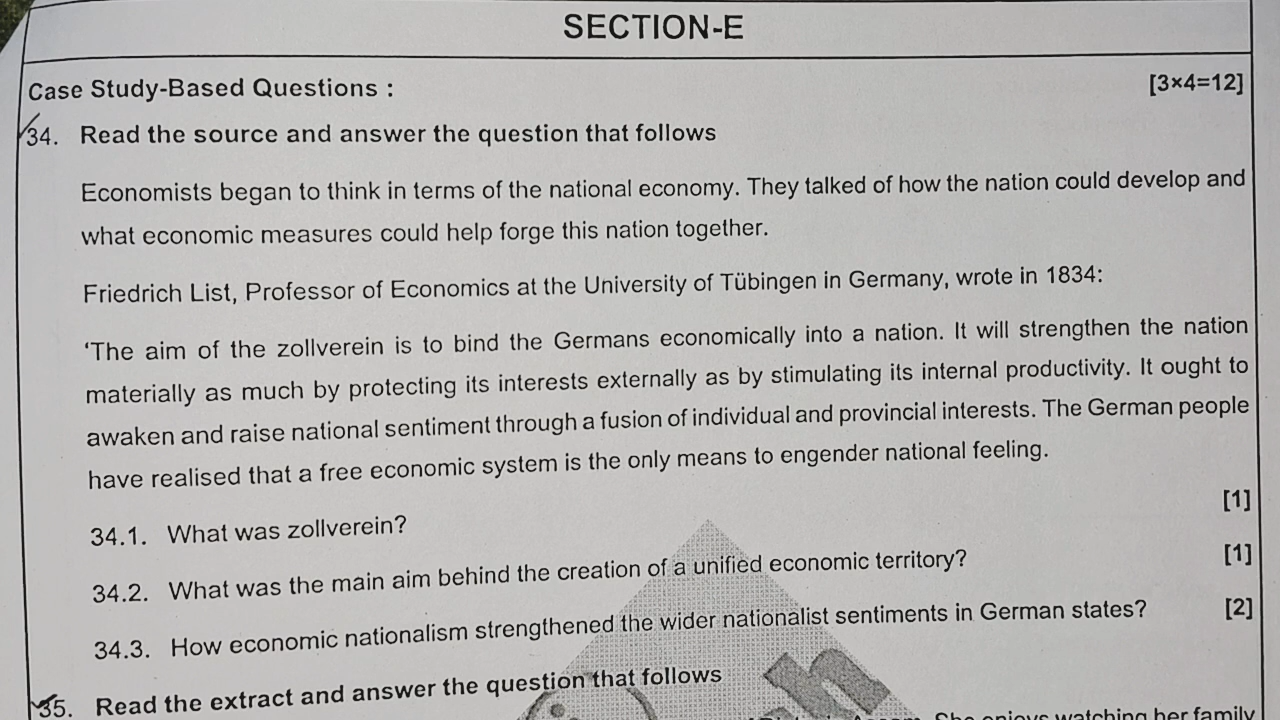 SECTION-E
Case Study-Based Questions : [3×4=12]
34. Read the source and answer the question that follows
Economists began to think in terms of the national economy. They talked of how the nation could develop and
what economic measures could help forge this nation together.
Friedrich List, Professor of Economics at the University of Tübingen in Germany, wrote in 1834:
‘The aim of the zollverein is to bind the Germans economically into a nation. It will strengthen the nation
materially as much by protecting its interests externally as by stimulating its internal productivity. It ought to
awaken and raise national sentiment through a fusion of individual and provincial interests. The German people
have realised that a free economic system is the only means to engender national feeling.
34.1. What was zollverein? [1]
34.2. What was the main aim behind the creation of a unified economic territory? [1]
34.3. How economic nationalism strengthened the wider nationalist sentiments in German states? [2]
35. Read the extract and answer the question that follows
She enjoys watching her family